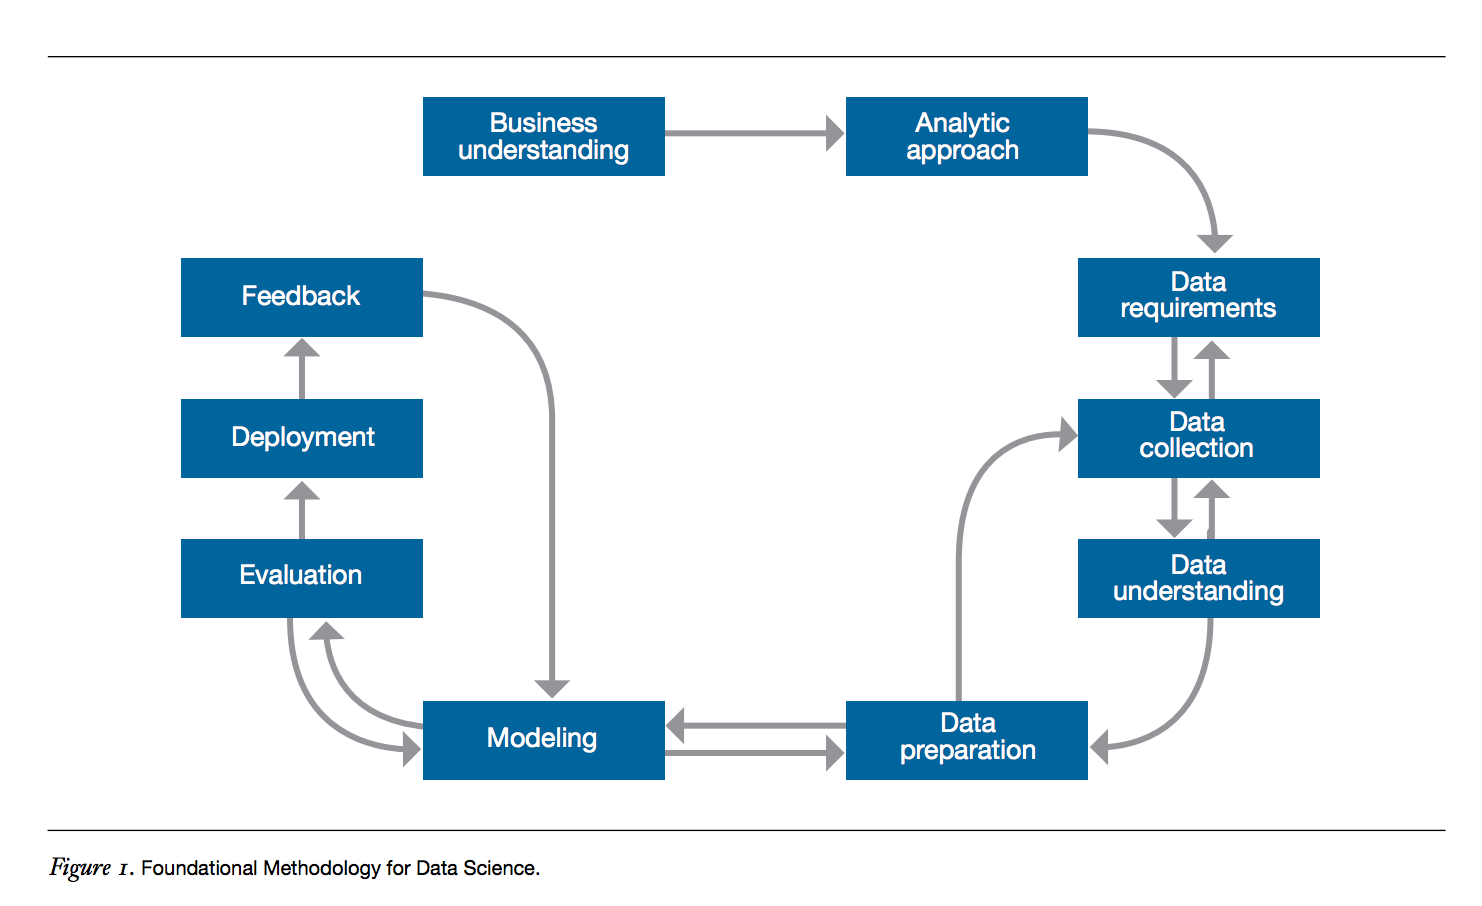 Business
understanding
Analytic
approach
Data
requirements
Data
collection
Data
understanding
Data
preparation
Modeling
Evaluation
Deployment
Feedback
Figure 1. Foundational Methodology for Data Science.